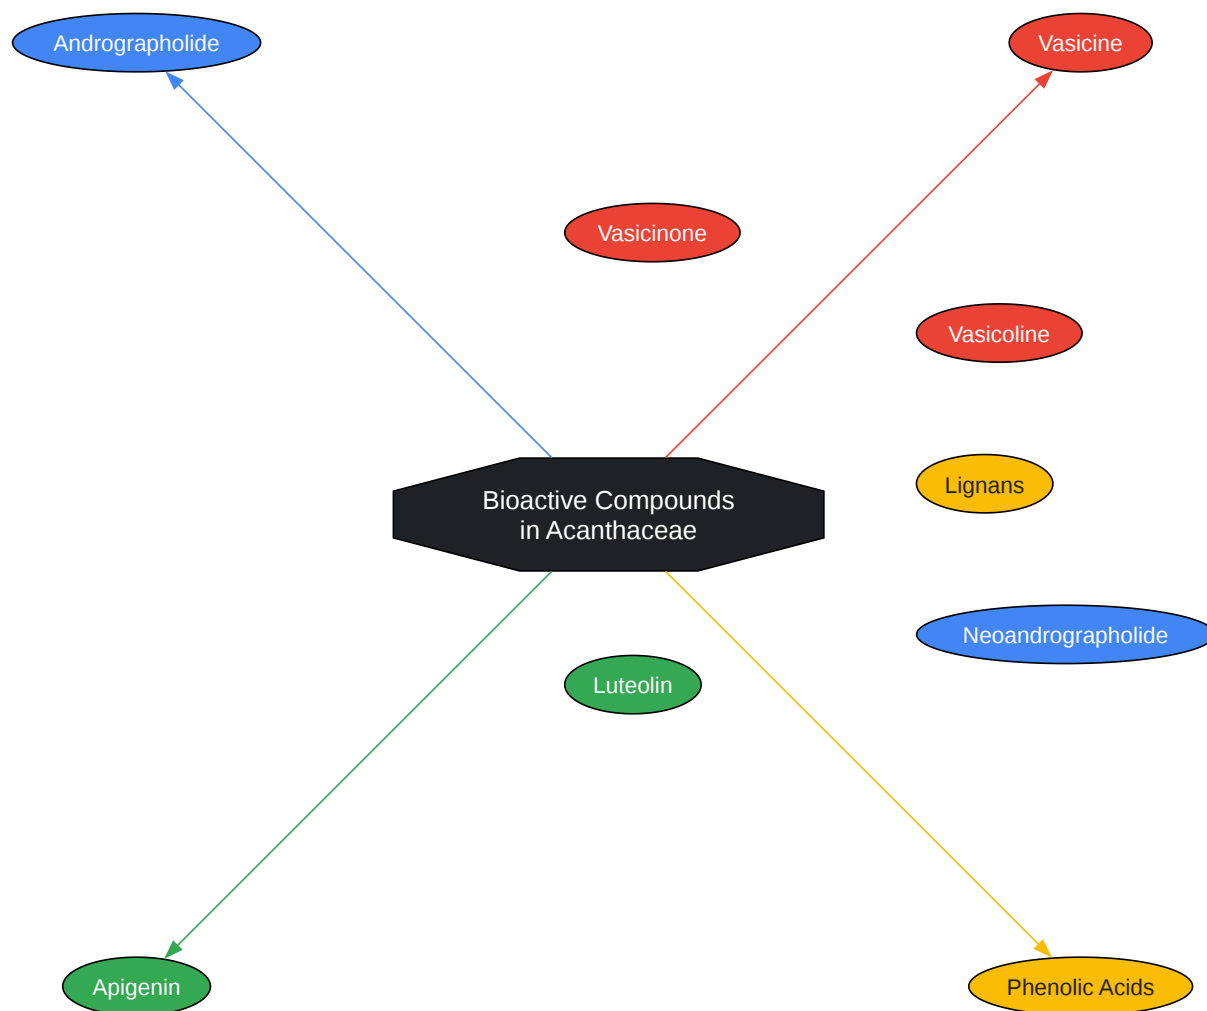 Andrographolide
Vasicine
Vasicinone
Vasicoline
Lignans
Bioactive Compounds
in Acanthaceae
Neoandrographolide
Luteolin
Apigenin
Phenolic Acids